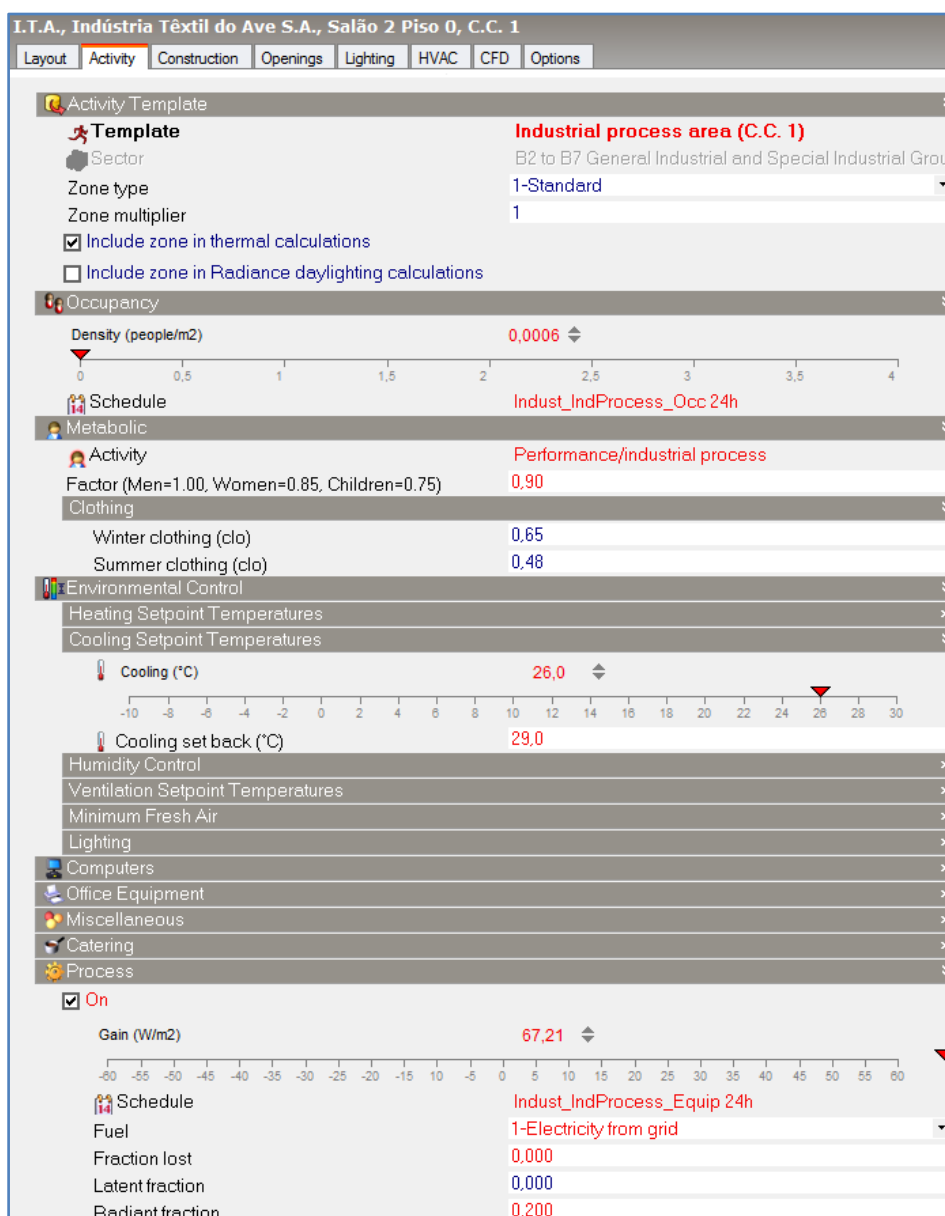 I.T.A., Indústria Têxtil do Ave S.A., Salão 2 Piso 0, C.C. 1
Layout Activity Construction Openings Lighting HVAC CFD Options
Activity Template
Template Industrial process area (C.C. 1)
Sector B2 to B7 General Industrial and Special Industrial Grou
Zone type 1-Standard
Zone multiplier 1
Include zone in thermal calculations
Include zone in Radiance daylighting calculations
Occupancy
Density (people/m2) 0,0006
0 0,5 1 1,5 2 2,5 3 3,5 4
14 Schedule Indust_IndProcess_Occ 24h
Metabolic
Activity Performance/industrial process
Factor (Men=1.00, Women=0.85, Children=0.75) 0,90
Clothing
Winter clothing (clo) 0,65
Summer clothing (clo) 0,48
Environmental Control
Heating Setpoint Temperatures
Cooling Setpoint Temperatures
Cooling (°C) 26,0
-10 -8 -6 -4 -2 0 2 4 6 8 10 12 14 16 18 20 22 24 26 28 30
Cooling set back (°C) 29,0
Humidity Control
Ventilation Setpoint Temperatures
Minimum Fresh Air
Lighting
Computers
Office Equipment
Miscellaneous
Catering
Process
On
Gain (W/m2) 67,21
-60 -55 -50 -45 -40 -35 -30 -25 -20 -15 10 -5 0 5 10 15 20 25 30 35 40 45 50 55 60
14 Schedule Indust_IndProcess_Equip 24h
Fuel 1-Electricity from grid
Fraction lost 0,000
Latent fraction 0,000
Radiant fraction 0,200